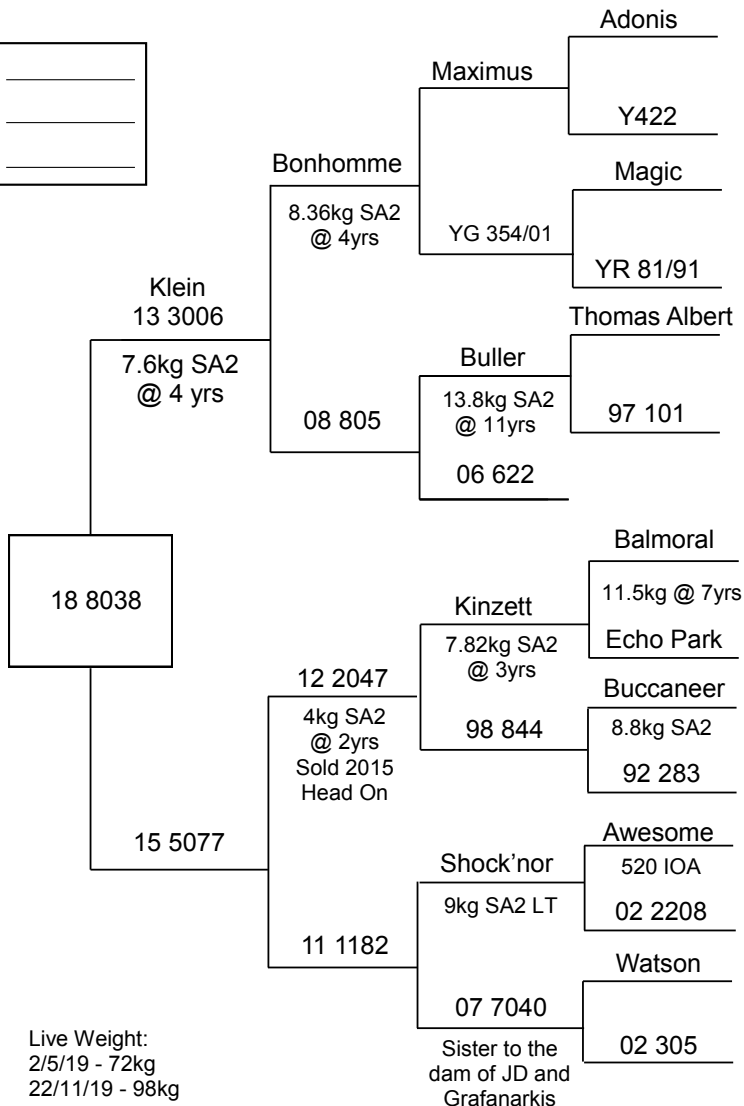 Adonis
Maximus
Y422
Bonhomme
Magic
8.36kg SA2
@ 4yrs
YG 354/01
YR 81/91
Klein
13 3006
Thomas Albert
7.6kg SA2
@ 4 yrs
Buller
13.8kg SA2
@ 11yrs
08 805
97 101
06 622
18 8038
Balmoral
Kinzett
11.5kg @ 7yrs
7.82kg SA2
@ 3yrs
Echo Park
12 2047
Buccaneer
4kg SA2
@ 2yrs
Sold 2015
Head On
98 844
8.8kg SA2
92 283
15 5077
Awesome
Shock'nor
520 IOA
9kg SA2 LT
02 2208
11 1182
Watson
07 7040
02 305
Sister to the
dam of JD and
Grafanarkis
Live Weight:
2/5/19 - 72kg
22/11/19 - 98kg